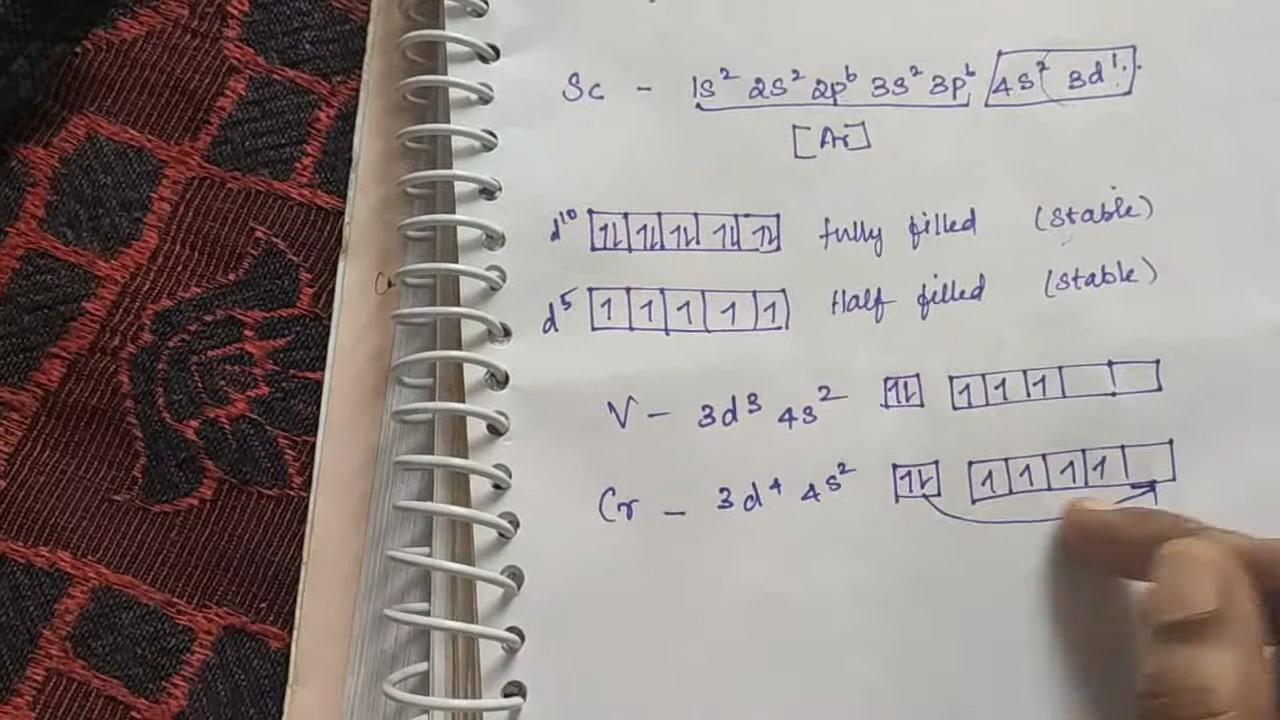 Sc - 1s² 2s² 2p⁶ 3s² 3p⁶ 4s² 3d¹.
[Ar]
d¹⁰ 1L 1L 1L 1L 1L fully filled (stable)
d⁵ 1 1 1 1 1 Half filled (stable)
V - 3d³ 4s² 1L 1 1 1
Cr - 3d⁴ 4s² 1L 1 1 1 1